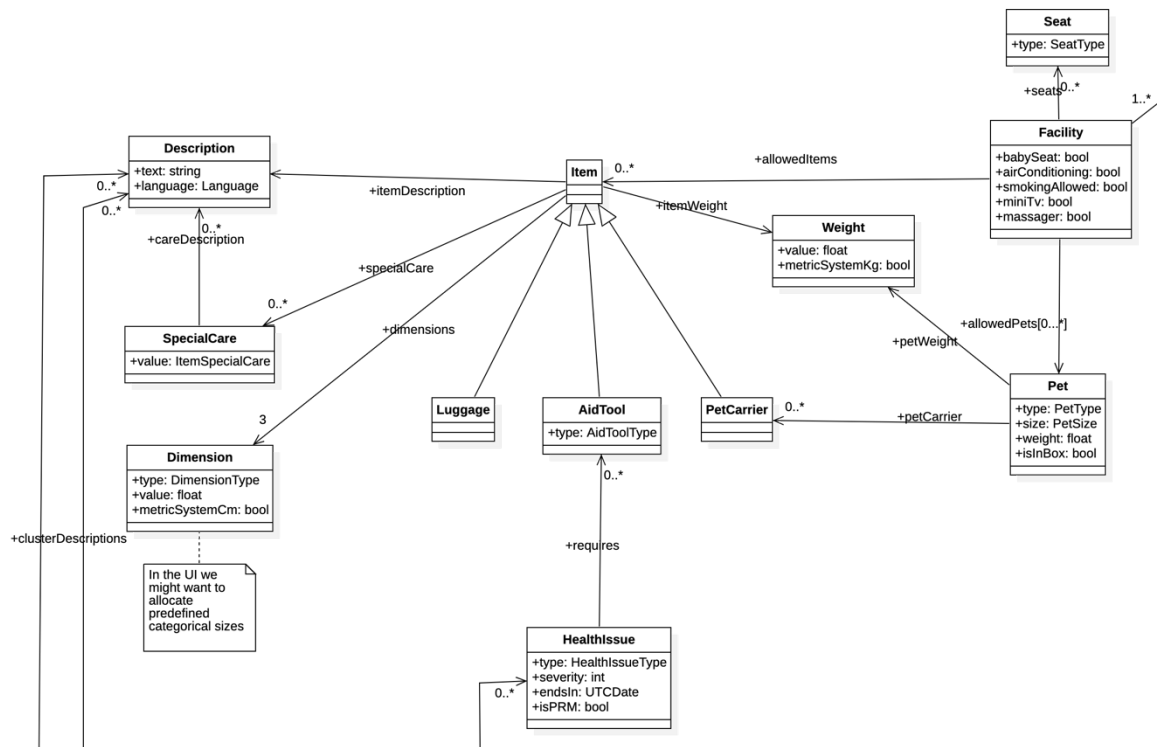 Seat
+type: SeatType
+seats
0..*
1..*
Facility
+babySeat: bool
+airConditioning: bool
+smokingAllowed: bool
+miniTv: bool
+massager: bool
Description
+text: string
+language: Language
0..*
0..*
0..*
+careDescription
+itemDescription
Item
0..*
+allowedItems
+itemWeight
Weight
+value: float
+metricSystemKg: bool
+specialCare
0..*
+dimensions
SpecialCare
+value: ItemSpecialCare
+allowedPets[0...*]
+petWeight
Pet
+type: PetType
+size: PetSize
+weight: float
+isInBox: bool
Luggage
AidTool
+type: AidToolType
PetCarrier
0..*
+petCarrier
3
Dimension
+type: DimensionType
+value: float
+metricSystemCm: bool
0..*
+clusterDescriptions
+requires
In the UI we
might want to
allocate
predefined
categorical sizes
HealthIssue
+type: HealthIssueType
+severity: int
+endsIn: UTCDate
+isPRM: bool
0..*